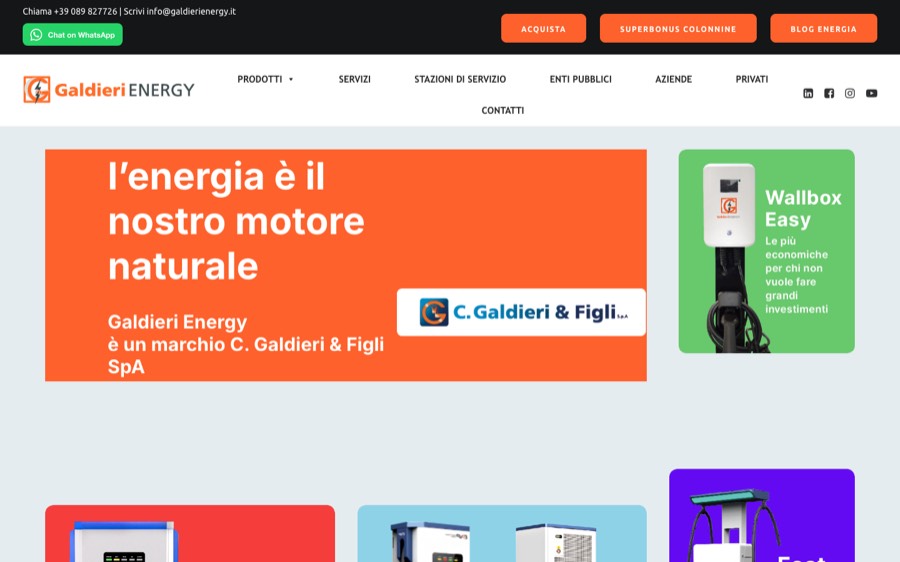 Chiama +39 089 827726 | Scrivi info@galdierienergy.it
Chat on WhatsApp
ACQUISTA
SUPERBONUS COLONNINE
BLOG ENERGIA
Galdieri ENERGY
PRODOTTI
SERVIZI
STAZIONI DI SERVIZIO
ENTI PUBBLICI
AZIENDE
PRIVATI
CONTATTI
l’energia è il
nostro motore
naturale
Galdieri Energy
è un marchio C. Galdieri & Figli
SpA
C. Galdieri & Figli SpA
Wallbox
Easy
Le più
economiche
per chi non
vuole fare
grandi
investimenti